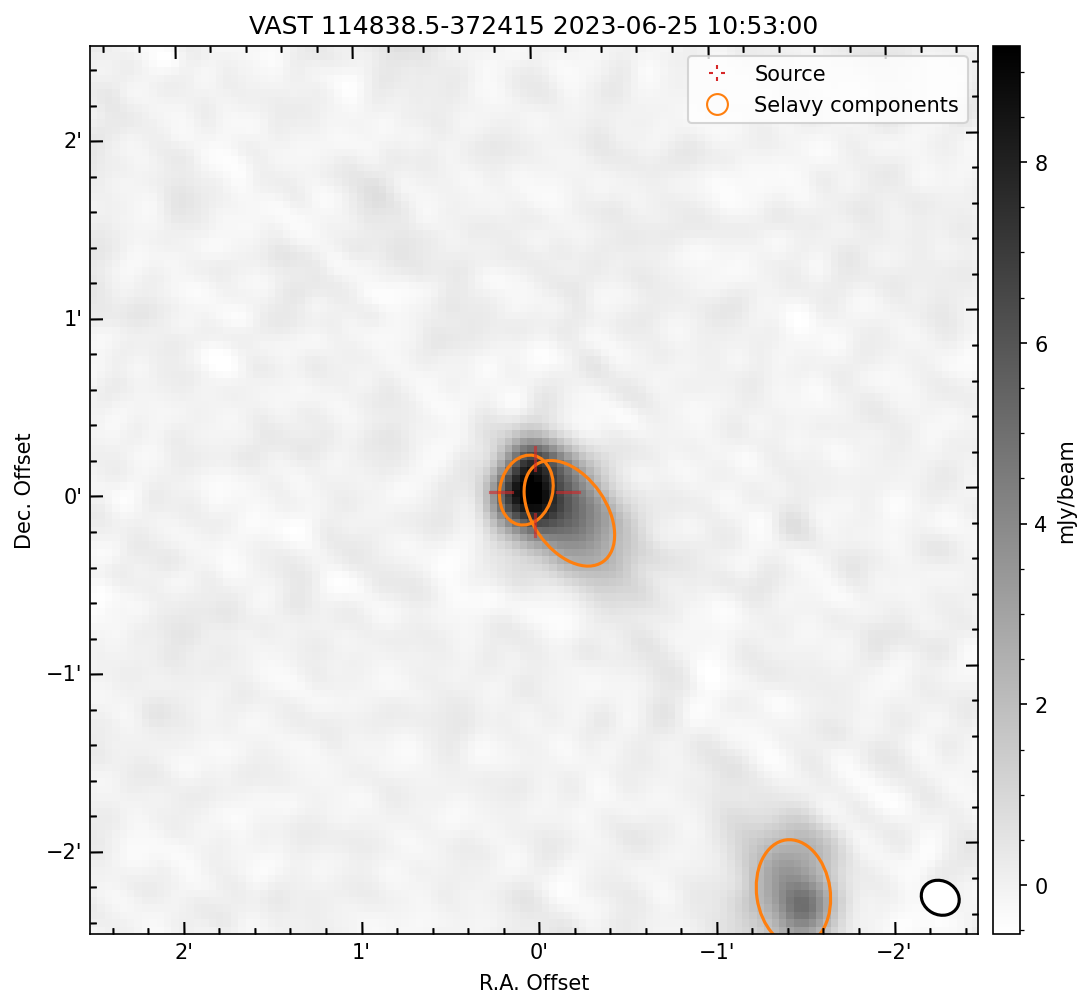 VAST 114838.5-372415 2023-06-25 10:53:00
Source
Selavy components
2'
1'
0'
−1'
−2'
Dec. Offset
2'
1'
0'
−1'
−2'
R.A. Offset
8
6
4
2
0
mJy/beam